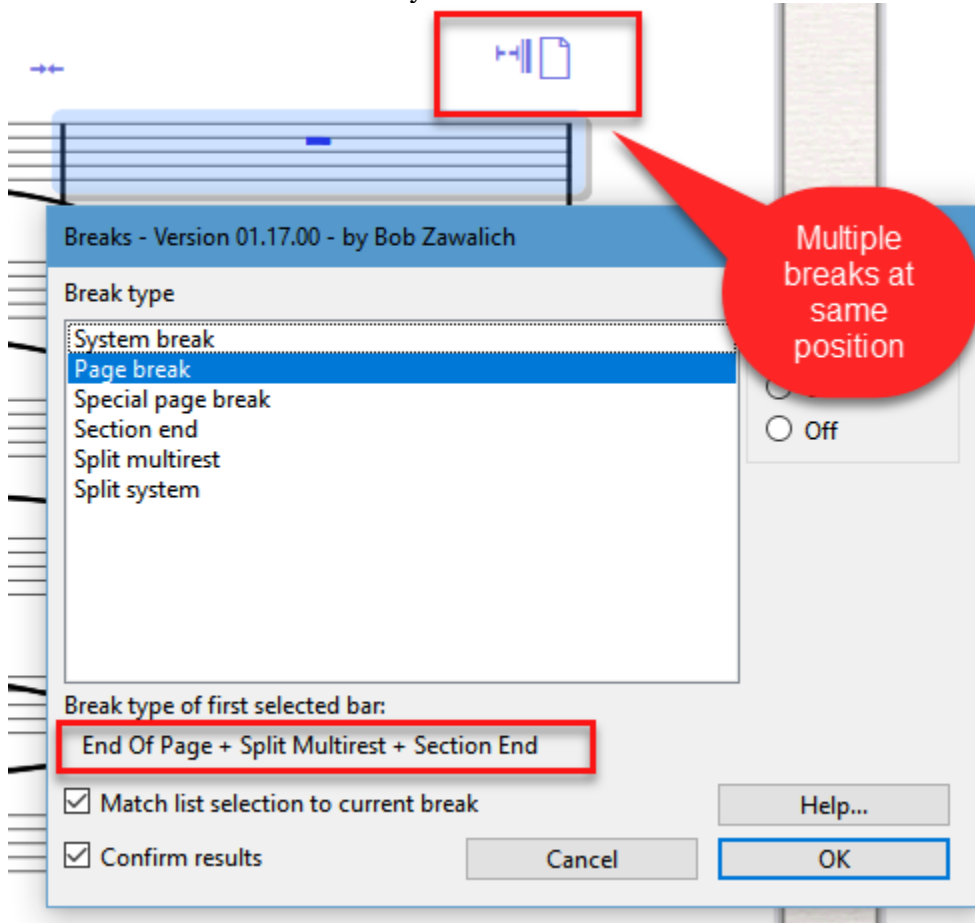 Breaks - Version 01.17.00 - by Bob Zawalich
Multiple
breaks at
same
position
Break type
System break
Page break
Special page break
Section end
Split multirest
Split system
Off
Break type of first selected bar:
End Of Page + Split Multirest + Section End
Match list selection to current break
Help...
Confirm results
Cancel
OK